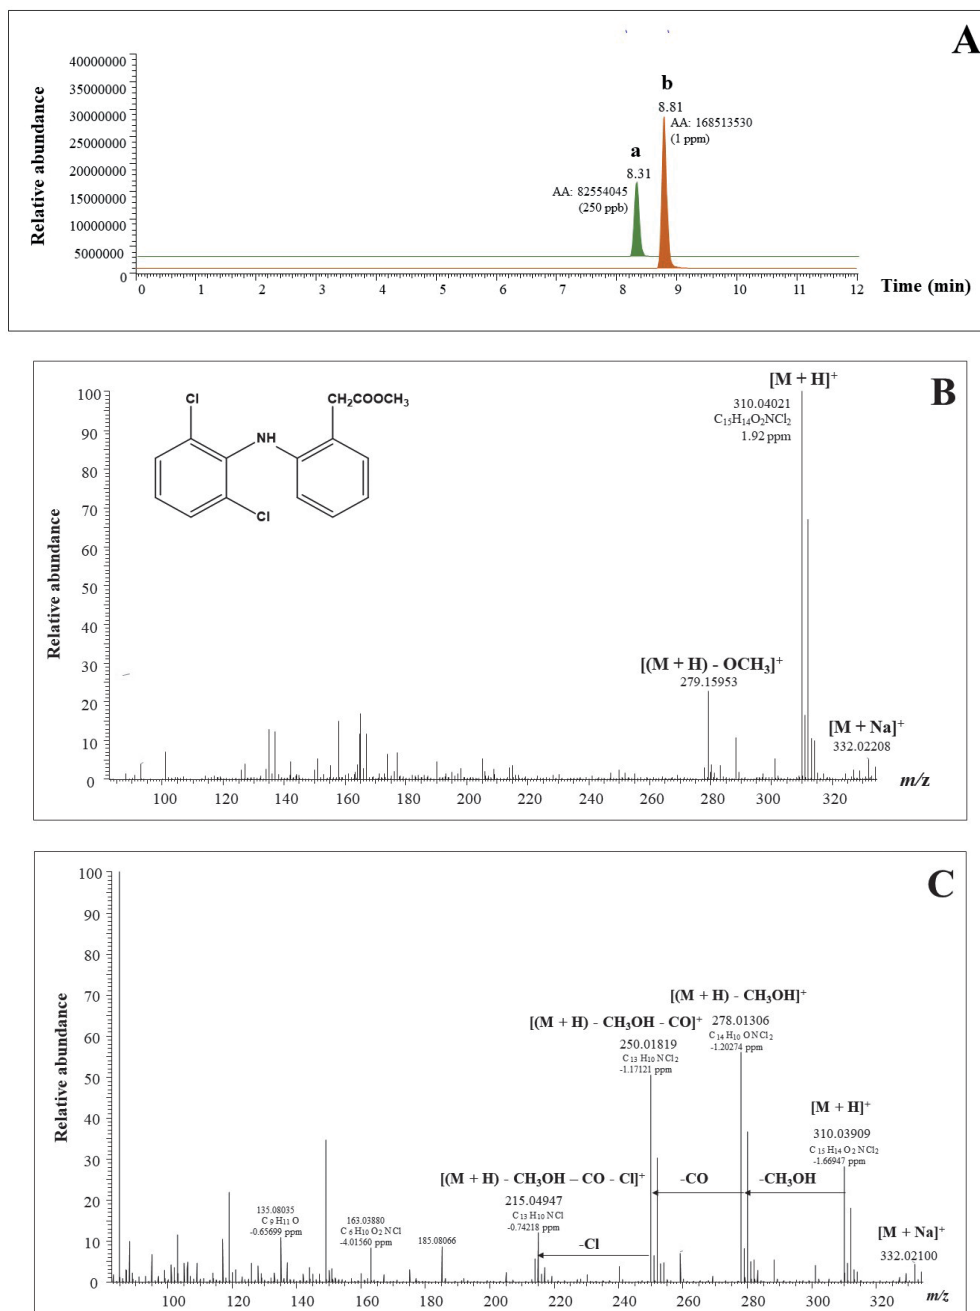 A
Relative abundance
40000000
35000000
30000000
25000000
20000000
15000000
10000000
5000000
0
b
8.81
AA: 168513530
(1 ppm)
a
8.31
AA: 82554045
(250 ppb)
0 1 2 3 4 5 6 7 8 9 10 11 12
Time (min)
B
Relative abundance
100
90
80
70
60
50
40
30
20
10
0
Cl
CH₂COOCH₃
NH
Cl
[M + H]⁺
310.04021
C₁₅H₁₄O₂NCl₂
1.92 ppm
[(M + H) - OCH₃]⁺
279.15953
[M + Na]⁺
332.02208
100 120 140 160 180 200 220 240 260 280 300 320
m/z
C
Relative abundance
100
90
80
70
60
50
40
30
20
10
0
[(M + H) - CH₃OH]⁺
278.01306
C₁₄ H₁₀ ONCl₂
-1.20274 ppm
[(M + H) - CH₃OH - CO]⁺
250.01819
C₁₃ H₁₀ NCl₂
-1.17121 ppm
[M + H]⁺
310.03909
C₁₅ H₁₄ O₂ NCl₂
-1.66947 ppm
[(M + H) - CH₃OH – CO - Cl]⁺
215.04947
C₁₃ H₁₀ NCl
-0.74218 ppm
-CO
-CH₃OH
-Cl
135.08035
C₉ H₁₁ O
-0.65699 ppm
163.03880
C₆ H₁₀ O₂ NCl
-4.01560 ppm
185.08066
[M + Na]⁺
332.02100
100 120 140 160 180 200 220 240 260 280 300 320
m/z